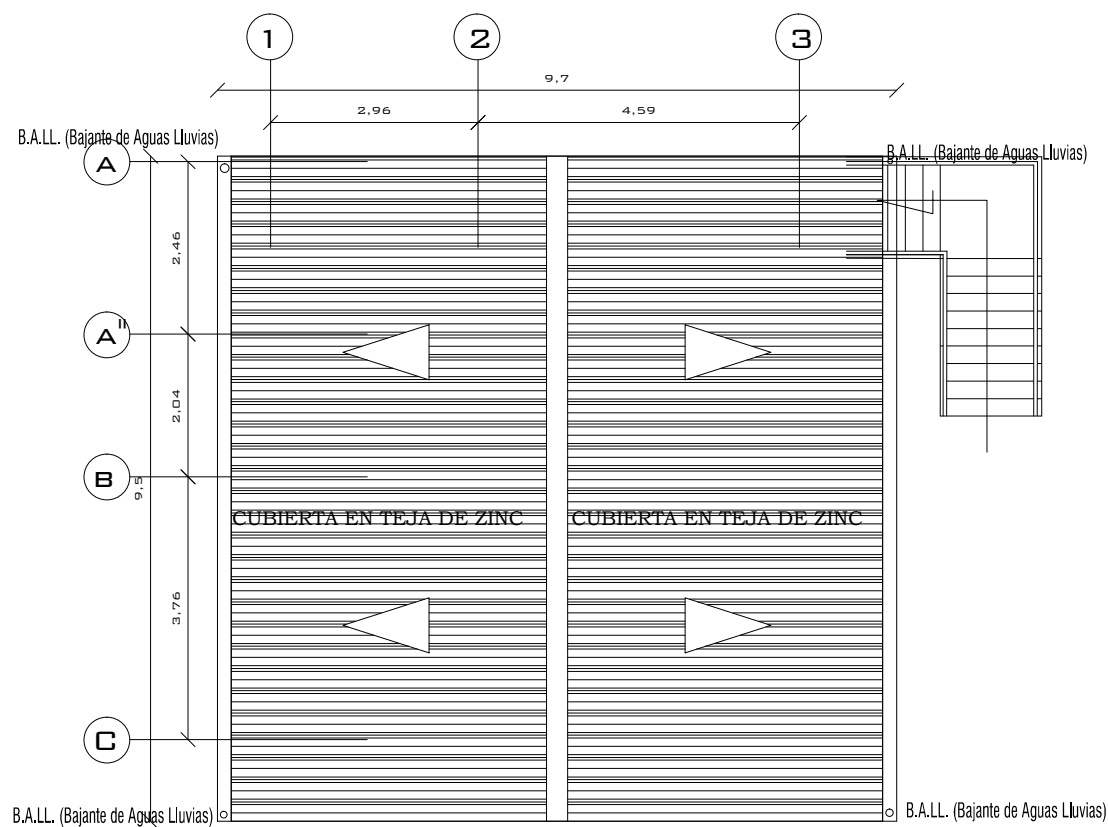 1
2
3
9,7
2,96
4,59
B.A.LL. (Bajante de Aguas Lluvias)
B.A.LL. (Bajante de Aguas Lluvias)
A
2,46
A"
2,04
B
9,5
CUBIERTA EN TEJA DE ZINC
CUBIERTA EN TEJA DE ZINC
3,76
C
B.A.LL. (Bajante de Aguas Lluvias)
B.A.LL. (Bajante de Aguas Lluvias)